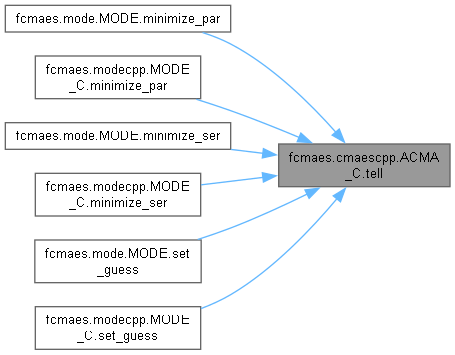 fcmaes.mode.MODE.minimize_par
fcmaes.modecpp.MODE
_C.minimize_par
fcmaes.mode.MODE.minimize_ser
fcmaes.cmaescpp.ACMA
_C.tell
fcmaes.modecpp.MODE
_C.minimize_ser
fcmaes.mode.MODE.set
_guess
fcmaes.modecpp.MODE
_C.set_guess